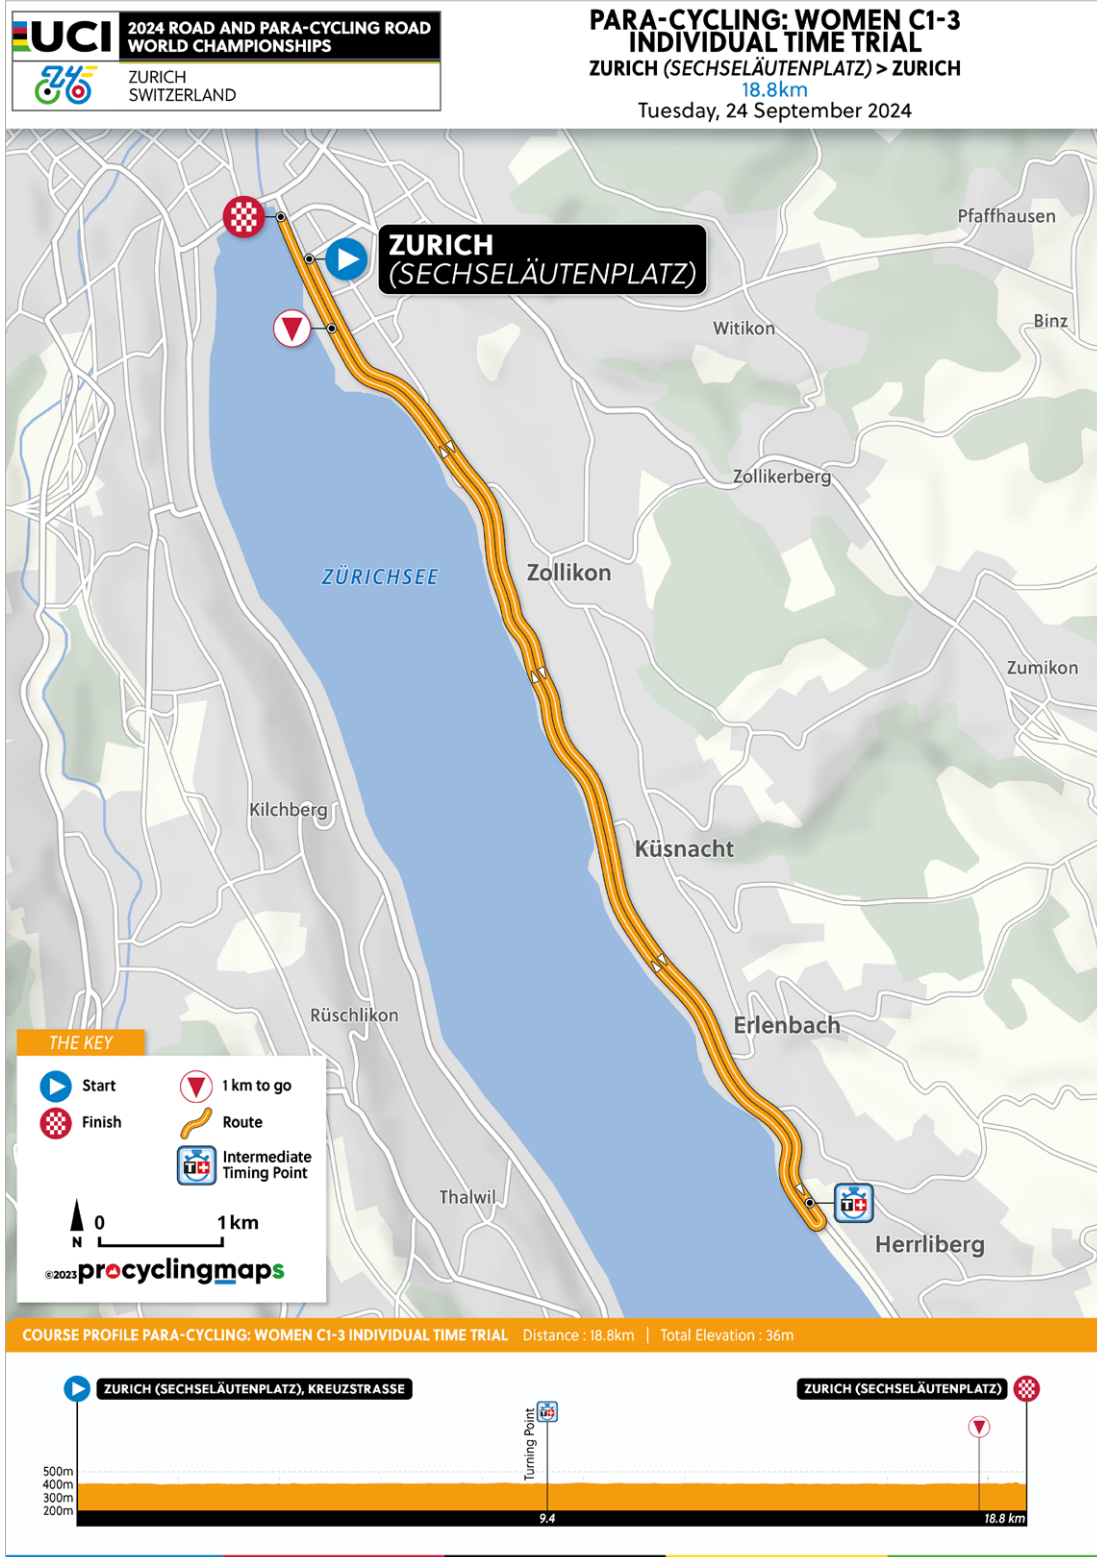 UCI
2024 ROAD AND PARA-CYCLING ROAD
WORLD CHAMPIONSHIPS
ZURICH
SWITZERLAND
PARA-CYCLING: WOMEN C1-3
INDIVIDUAL TIME TRIAL
ZURICH (SECHSELÄUTENPLATZ) > ZURICH
18.8km
Tuesday, 24 September 2024
Pfaffhausen
ZURICH
(SECHSELÄUTENPLATZ)
Witikon
Binz
Zollikerberg
ZÜRICHSEE
Zollikon
Zumikon
Kilchberg
Küsnacht
Rüschlikon
Erlenbach
Thalwil
Herrliberg
THE KEY
Start
1 km to go
Finish
Route
Intermediate
Timing Point
N
0
1 km
©2023 procyclingmaps
COURSE PROFILE PARA-CYCLING: WOMEN C1-3 INDIVIDUAL TIME TRIAL Distance : 18.8km | Total Elevation : 36m
ZURICH (SECHSELÄUTENPLATZ), KREUZSTRASSE
ZURICH (SECHSELÄUTENPLATZ)
Turning Point
500m
400m
300m
200m
9.4
18.8 km